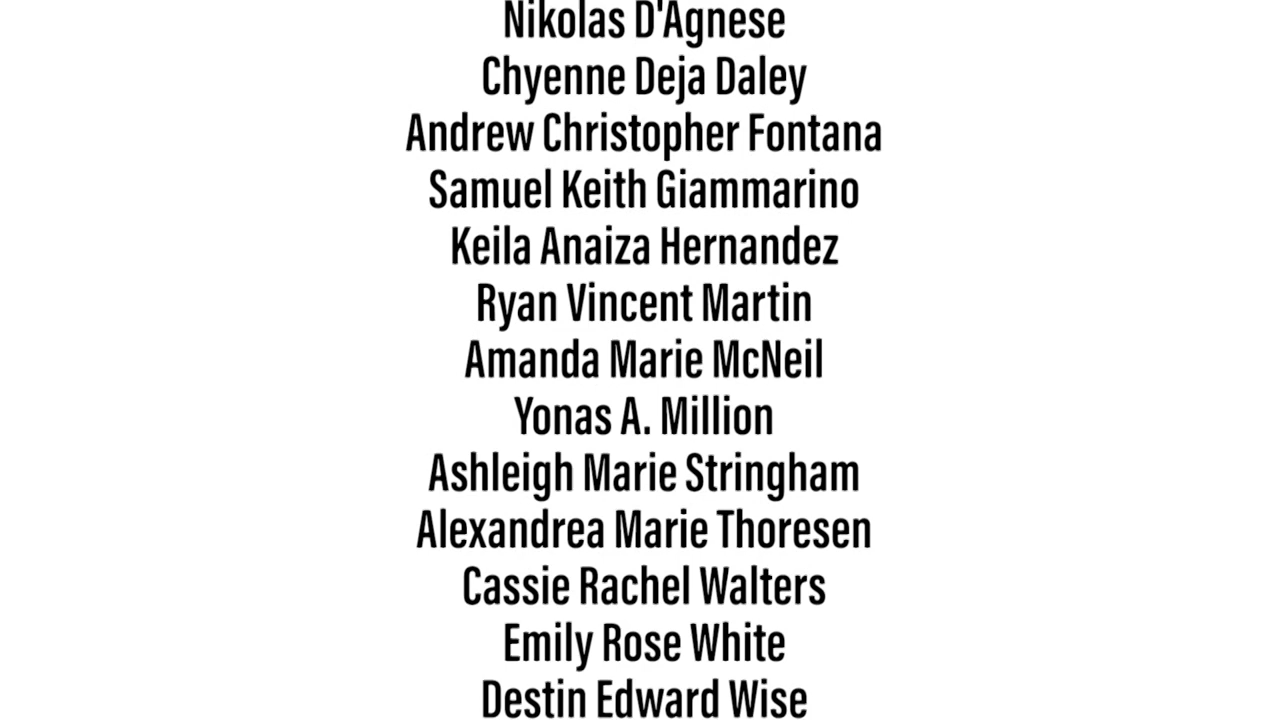 Nikolas D'Agnese
Chyenne Deja Daley
Andrew Christopher Fontana
Samuel Keith Giammarino
Keila Anaiza Hernandez
Ryan Vincent Martin
Amanda Marie McNeil
Yonas A. Million
Ashleigh Marie Stringham
Alexandrea Marie Thoresen
Cassie Rachel Walters
Emily Rose White
Destin Edward Wise